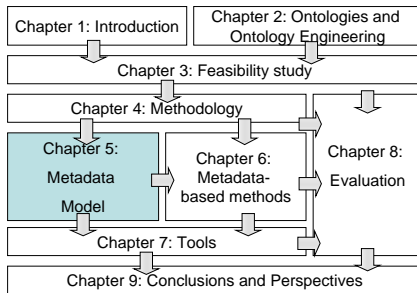 Chapter 1: Introduction
Chapter 2: Ontologies and
Ontology Engineering
Chapter 3: Feasibility study
Chapter 4: Methodology
Chapter 5:
Metadata
Model
Chapter 6:
Metadata-
based methods
Chapter 8:
Evaluation
Chapter 7: Tools
Chapter 9: Conclusions and Perspectives